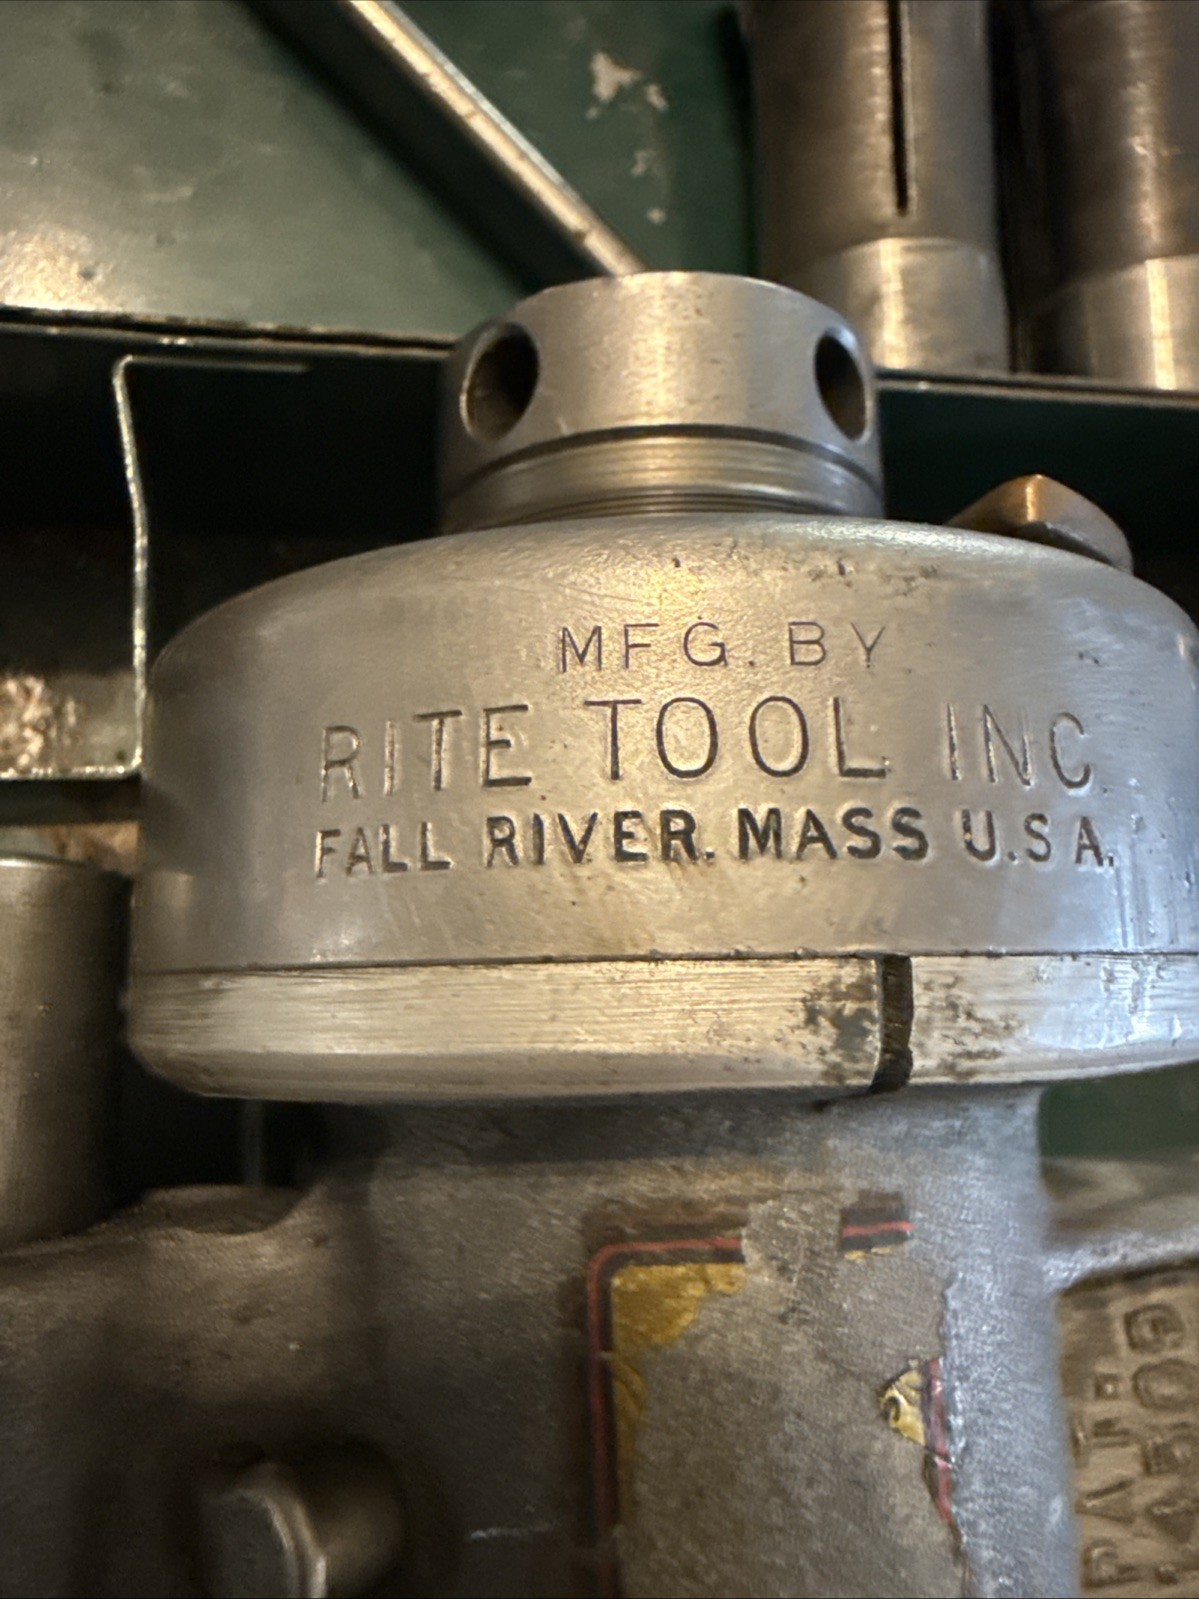 MFG. BY
RITE TOOL INC.
FALL RIVER. MASS U.S.A.